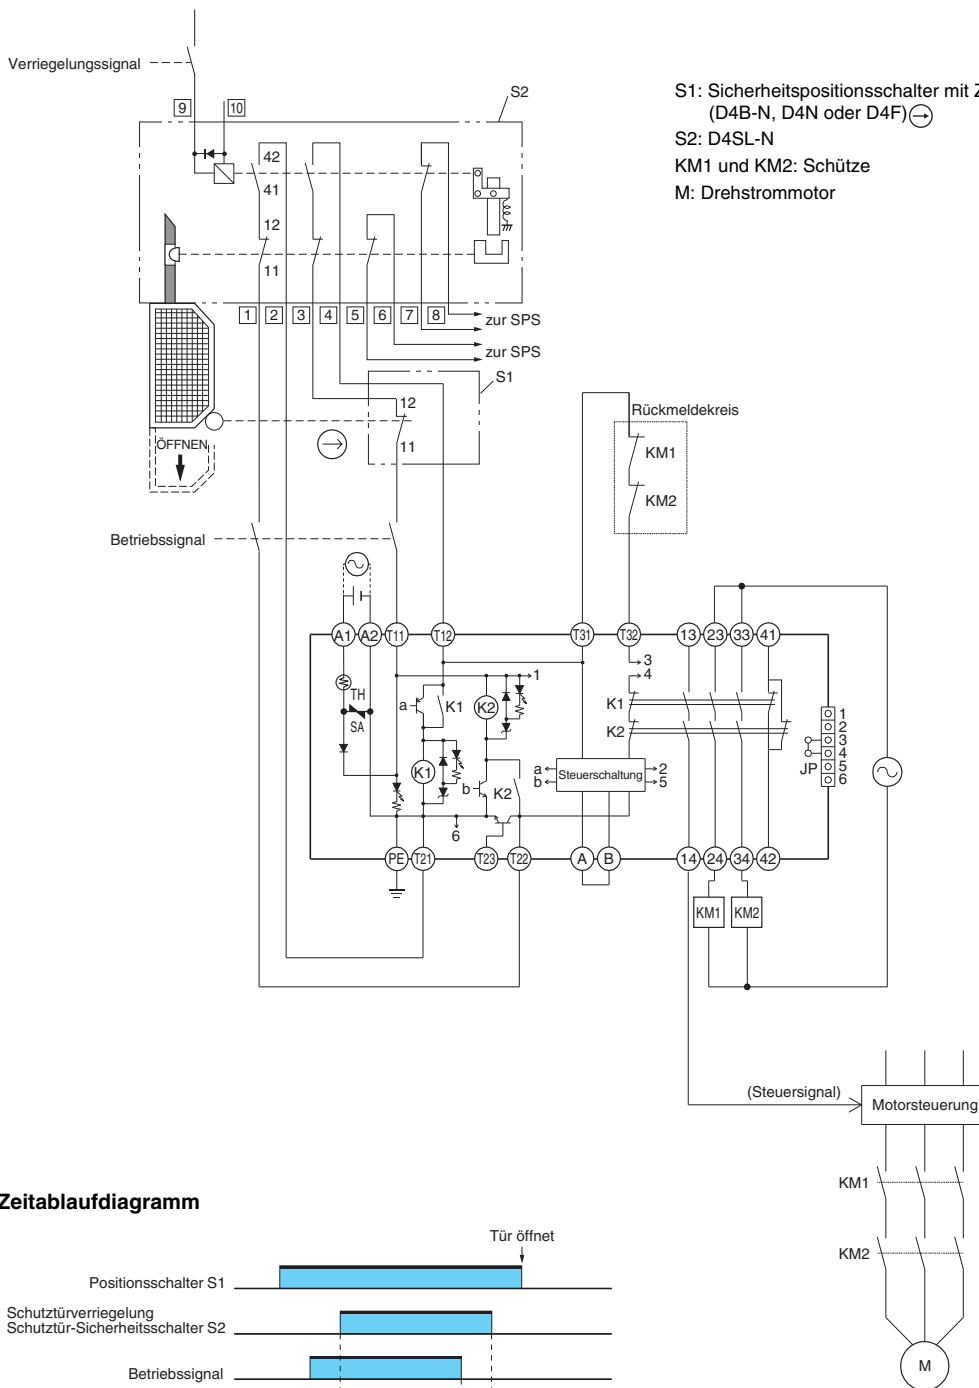 Verriegelungssignal
9
10
S2
S1: Sicherheitspositionsschalter mit Z
(D4B-N, D4N oder D4F)
S2: D4SL-N
KM1 und KM2: Schütze
M: Drehstrommotor
42
41
12
11
1
2
3
4
5
6
7
8
zur SPS
zur SPS
S1
12
11
Rückmeldekreis
KM1
KM2
ÖFFNEN
Betriebssignal
A1
A2
T11
T12
T31
T32
13
23
33
41
TH
SA
a
K1
K2
1
3
4
K1
K2
K1
b
K2
a
b
Steuerschaltung
2
5
6
JP
1
2
3
4
5
6
PE
T21
T23
T22
A
B
14
24
34
42
KM1
KM2
(Steuersignal)
Motorsteuerung
KM1
KM2
M
Zeitablaufdiagramm
Tür öffnet
Positionsschalter S1
Schutztürverriegelung
Schutztür-Sicherheitsschalter S2
Betriebssignal